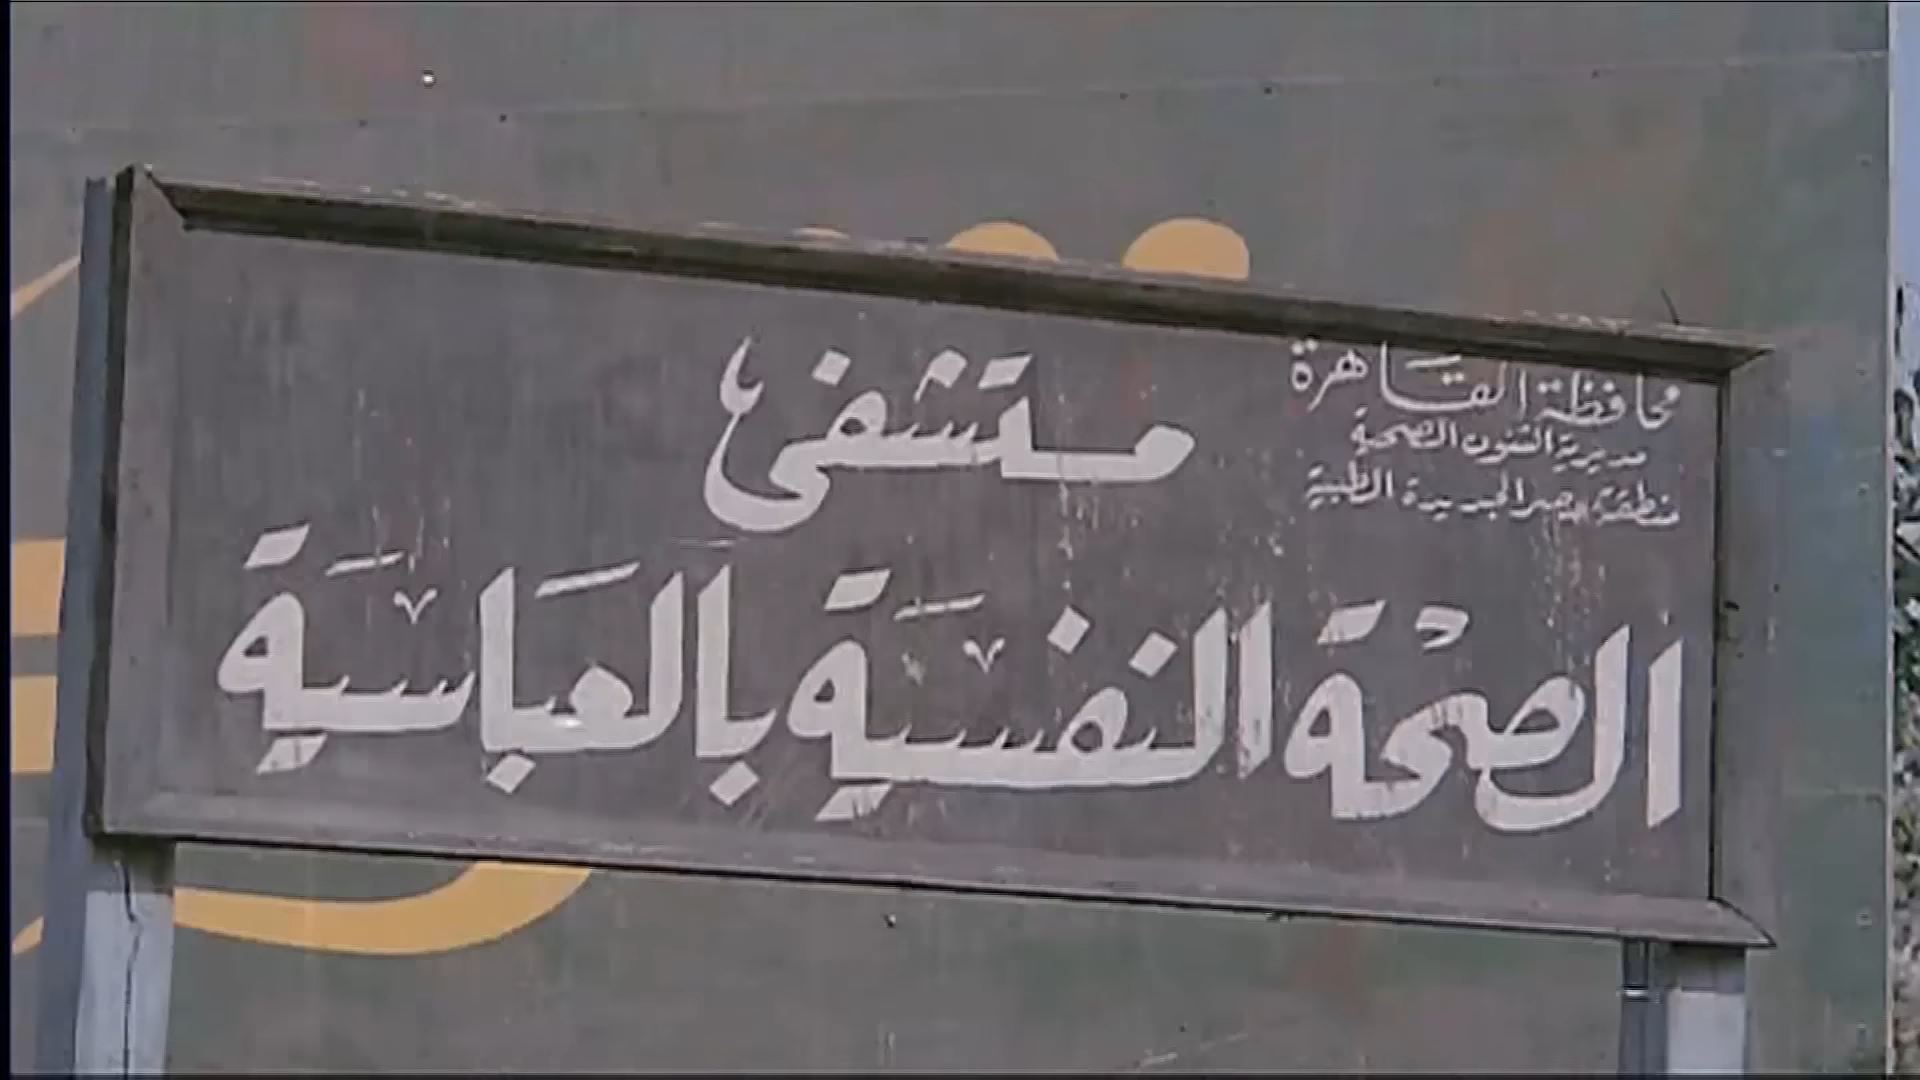 محافظة القاهرة
مديرية الشئون الصحية
منطقة مصر الجديدة الطبية
مستشفى
الصحة النفسية بالعباسية